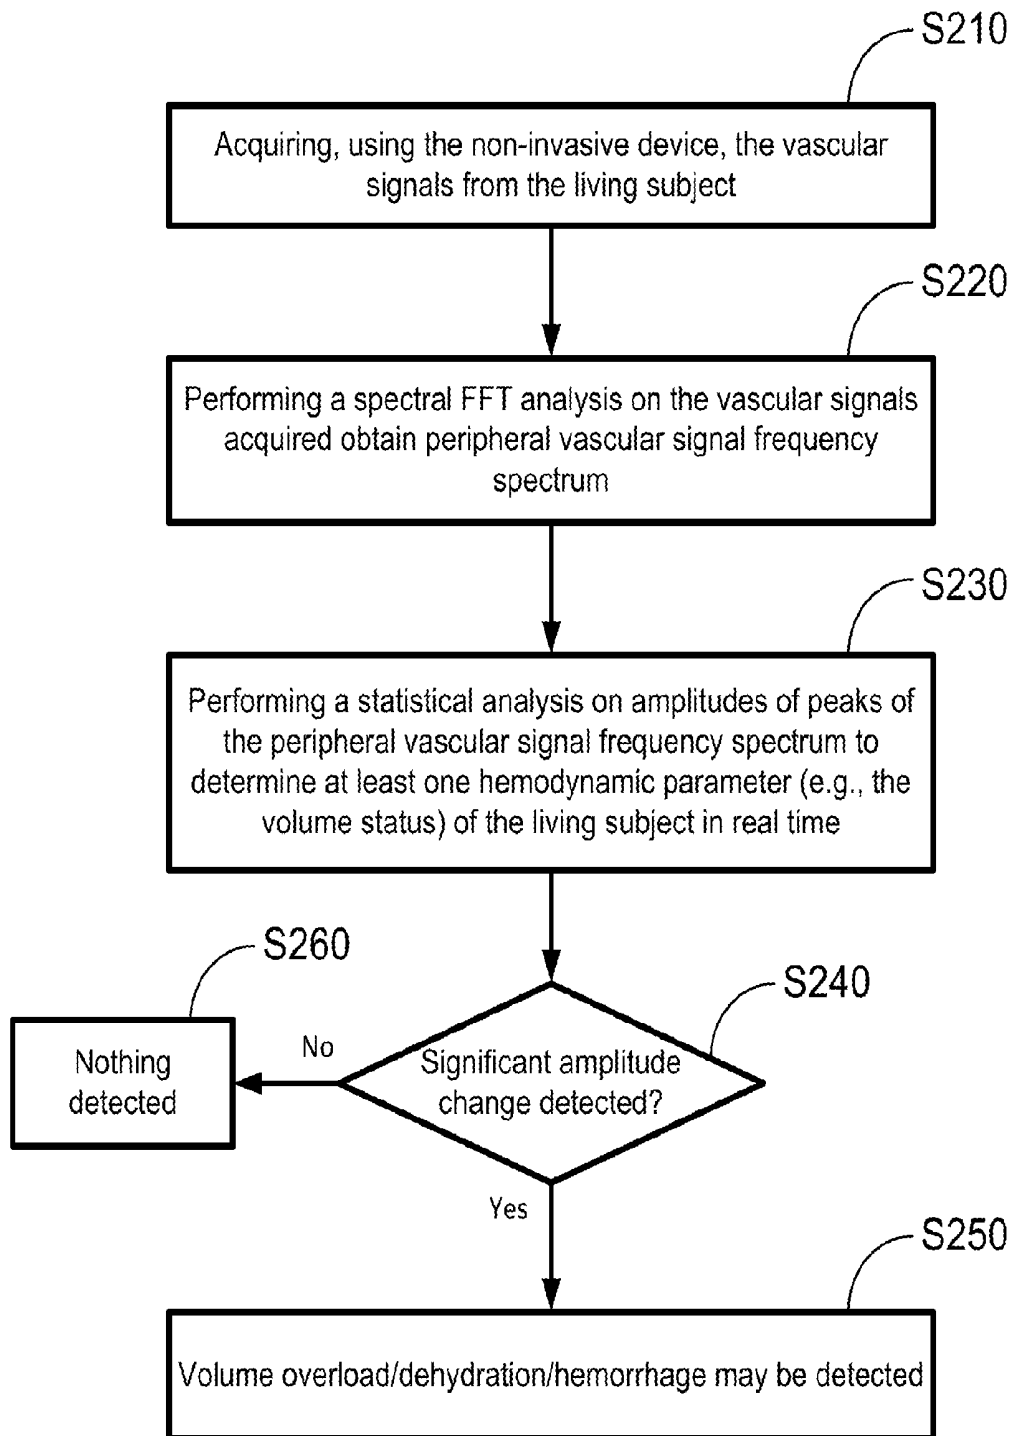 S210
Acquiring, using the non-invasive device, the vascular
signals from the living subject
S220
Performing a spectral FFT analysis on the vascular signals
acquired obtain peripheral vascular signal frequency
spectrum
S230
Performing a statistical analysis on amplitudes of peaks of
the peripheral vascular signal frequency spectrum to
determine at least one hemodynamic parameter (e.g., the
volume status) of the living subject in real time
S260
S240
Nothing
detected
No
Significant amplitude
change detected?
Yes
S250
Volume overload/dehydration/hemorrhage may be detected